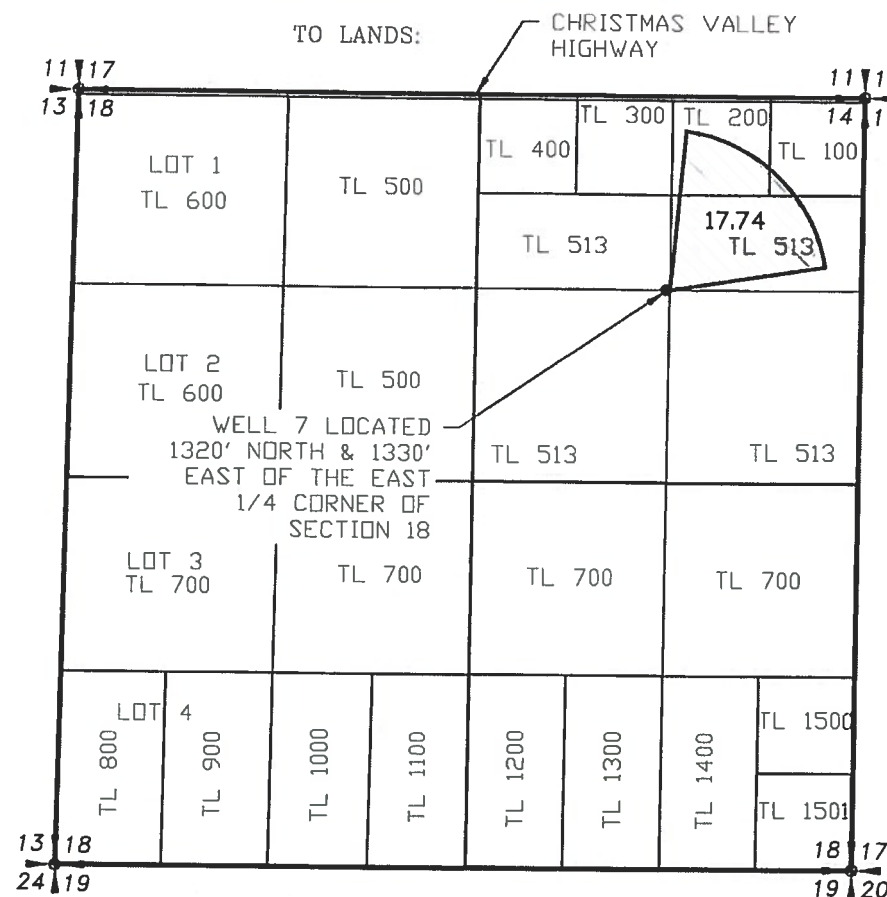 TO LANDS:
CHRISTMAS VALLEY
HIGHWAY
11 17
13 18
11 1
14 1
LOT 1
TL 600
TL 500
TL 400
TL 300
TL 200
TL 100
TL 513
17.74
TL 513
LOT 2
TL 600
TL 500
WELL 7 LOCATED
1320' NORTH & 1330'
EAST OF THE EAST
1/4 CORNER OF
SECTION 18
TL 513
TL 513
LOT 3
TL 700
TL 700
TL 700
TL 700
LOT 4
TL 800
TL 900
TL 1000
TL 1100
TL 1200
TL 1300
TL 1400
TL 1500
TL 1501
13 18
24 19
18 17
19 20